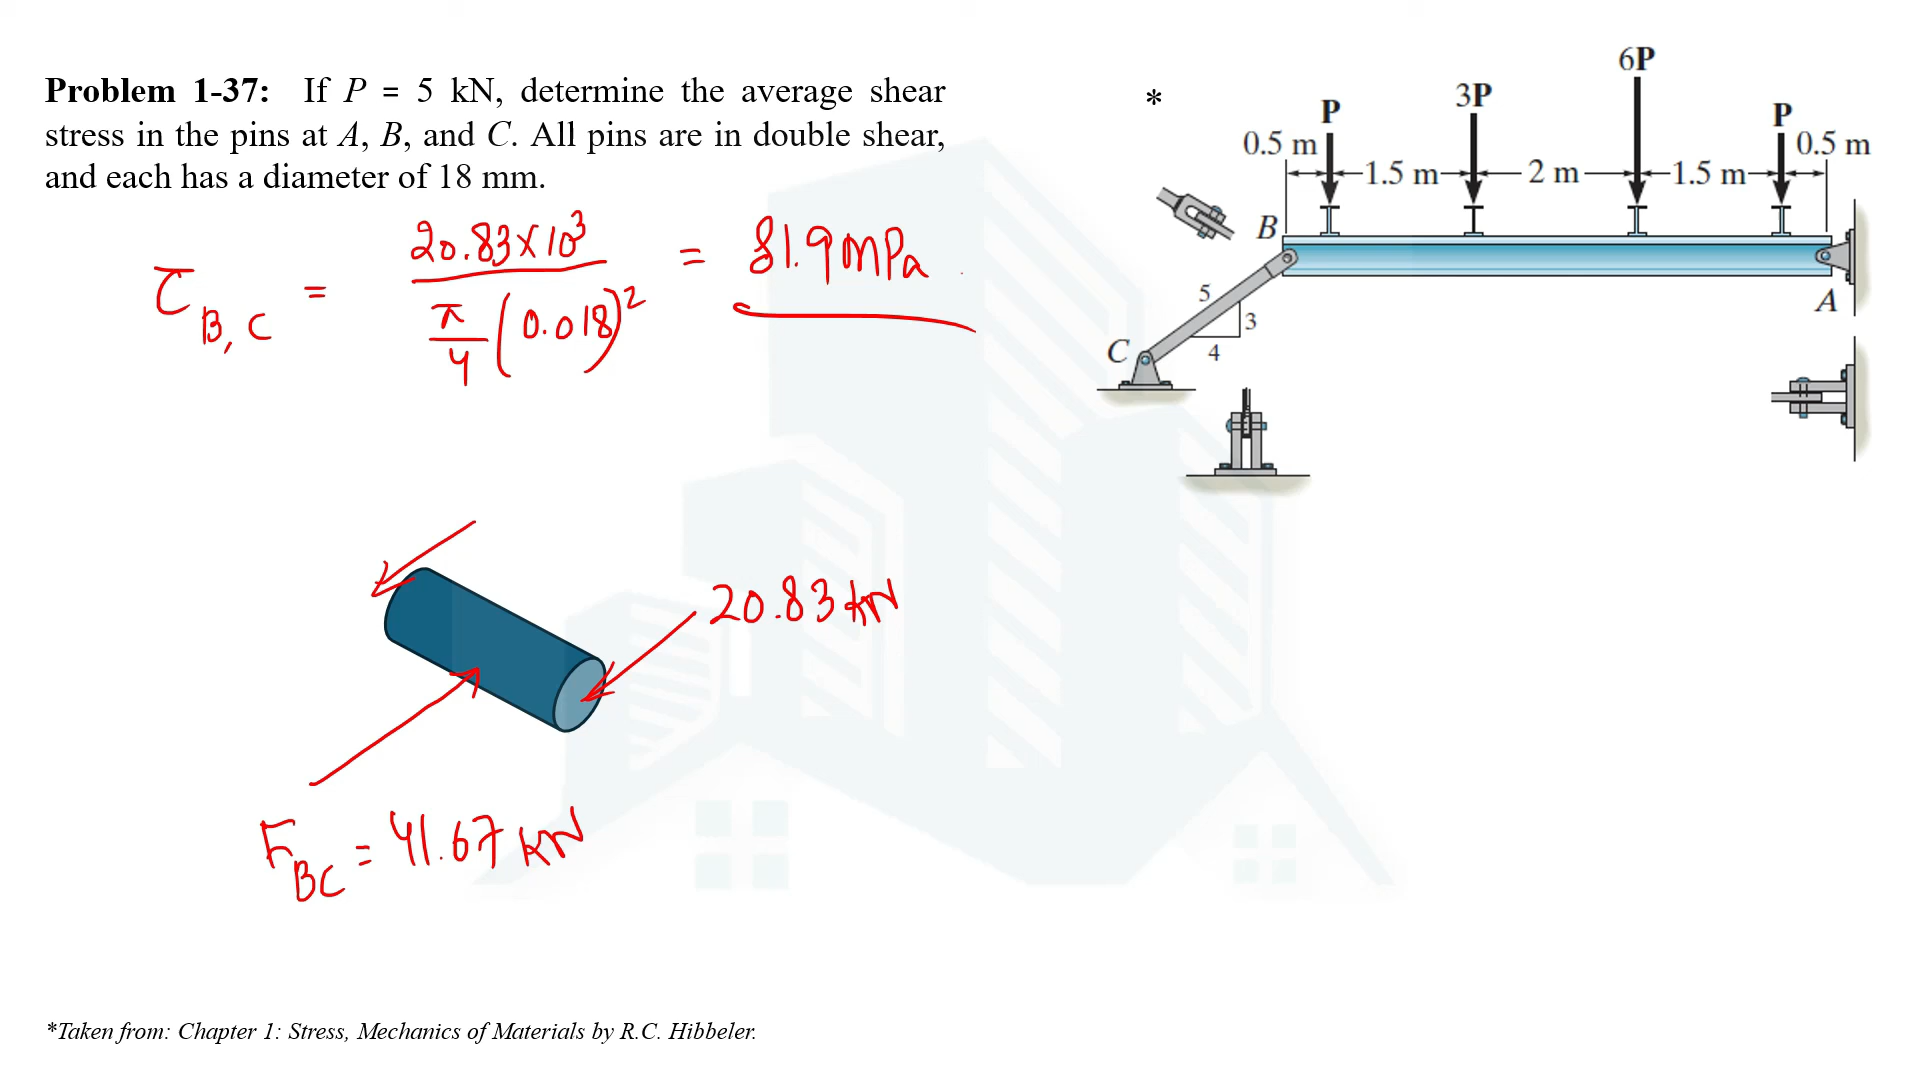 Problem 1-37: If P = 5 kN, determine the average shear
stress in the pins at A, B, and C. All pins are in double shear,
and each has a diameter of 18 mm.
τ_B,C = 20.83×10³ / (π/4 (0.018)²) = 81.9 MPa
20.83 kN
F_BC = 41.67 kN
*
6P
3P
P
P
0.5 m
0.5 m
1.5 m
2 m
1.5 m
B
A
5
3
4
C
*Taken from: Chapter 1: Stress, Mechanics of Materials by R.C. Hibbeler.